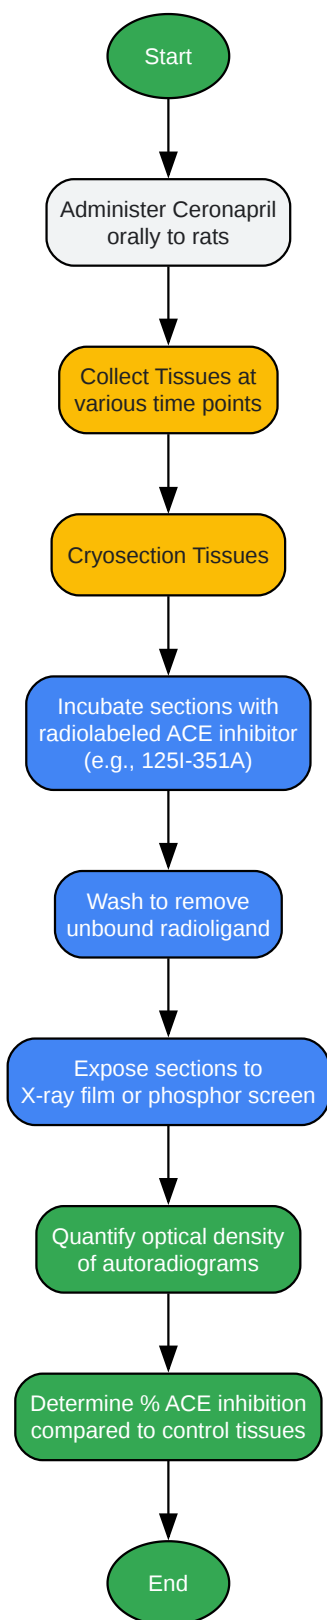 Start
Administer Ceronapril
orally to rats
Collect Tissues at
various time points
Cryosection Tissues
Incubate sections with
radiolabeled ACE inhibitor
(e.g., 125I-351A)
Wash to remove
unbound radioligand
Expose sections to
X-ray film or phosphor screen
Quantify optical density
of autoradiograms
Determine % ACE inhibition
compared to control tissues
End